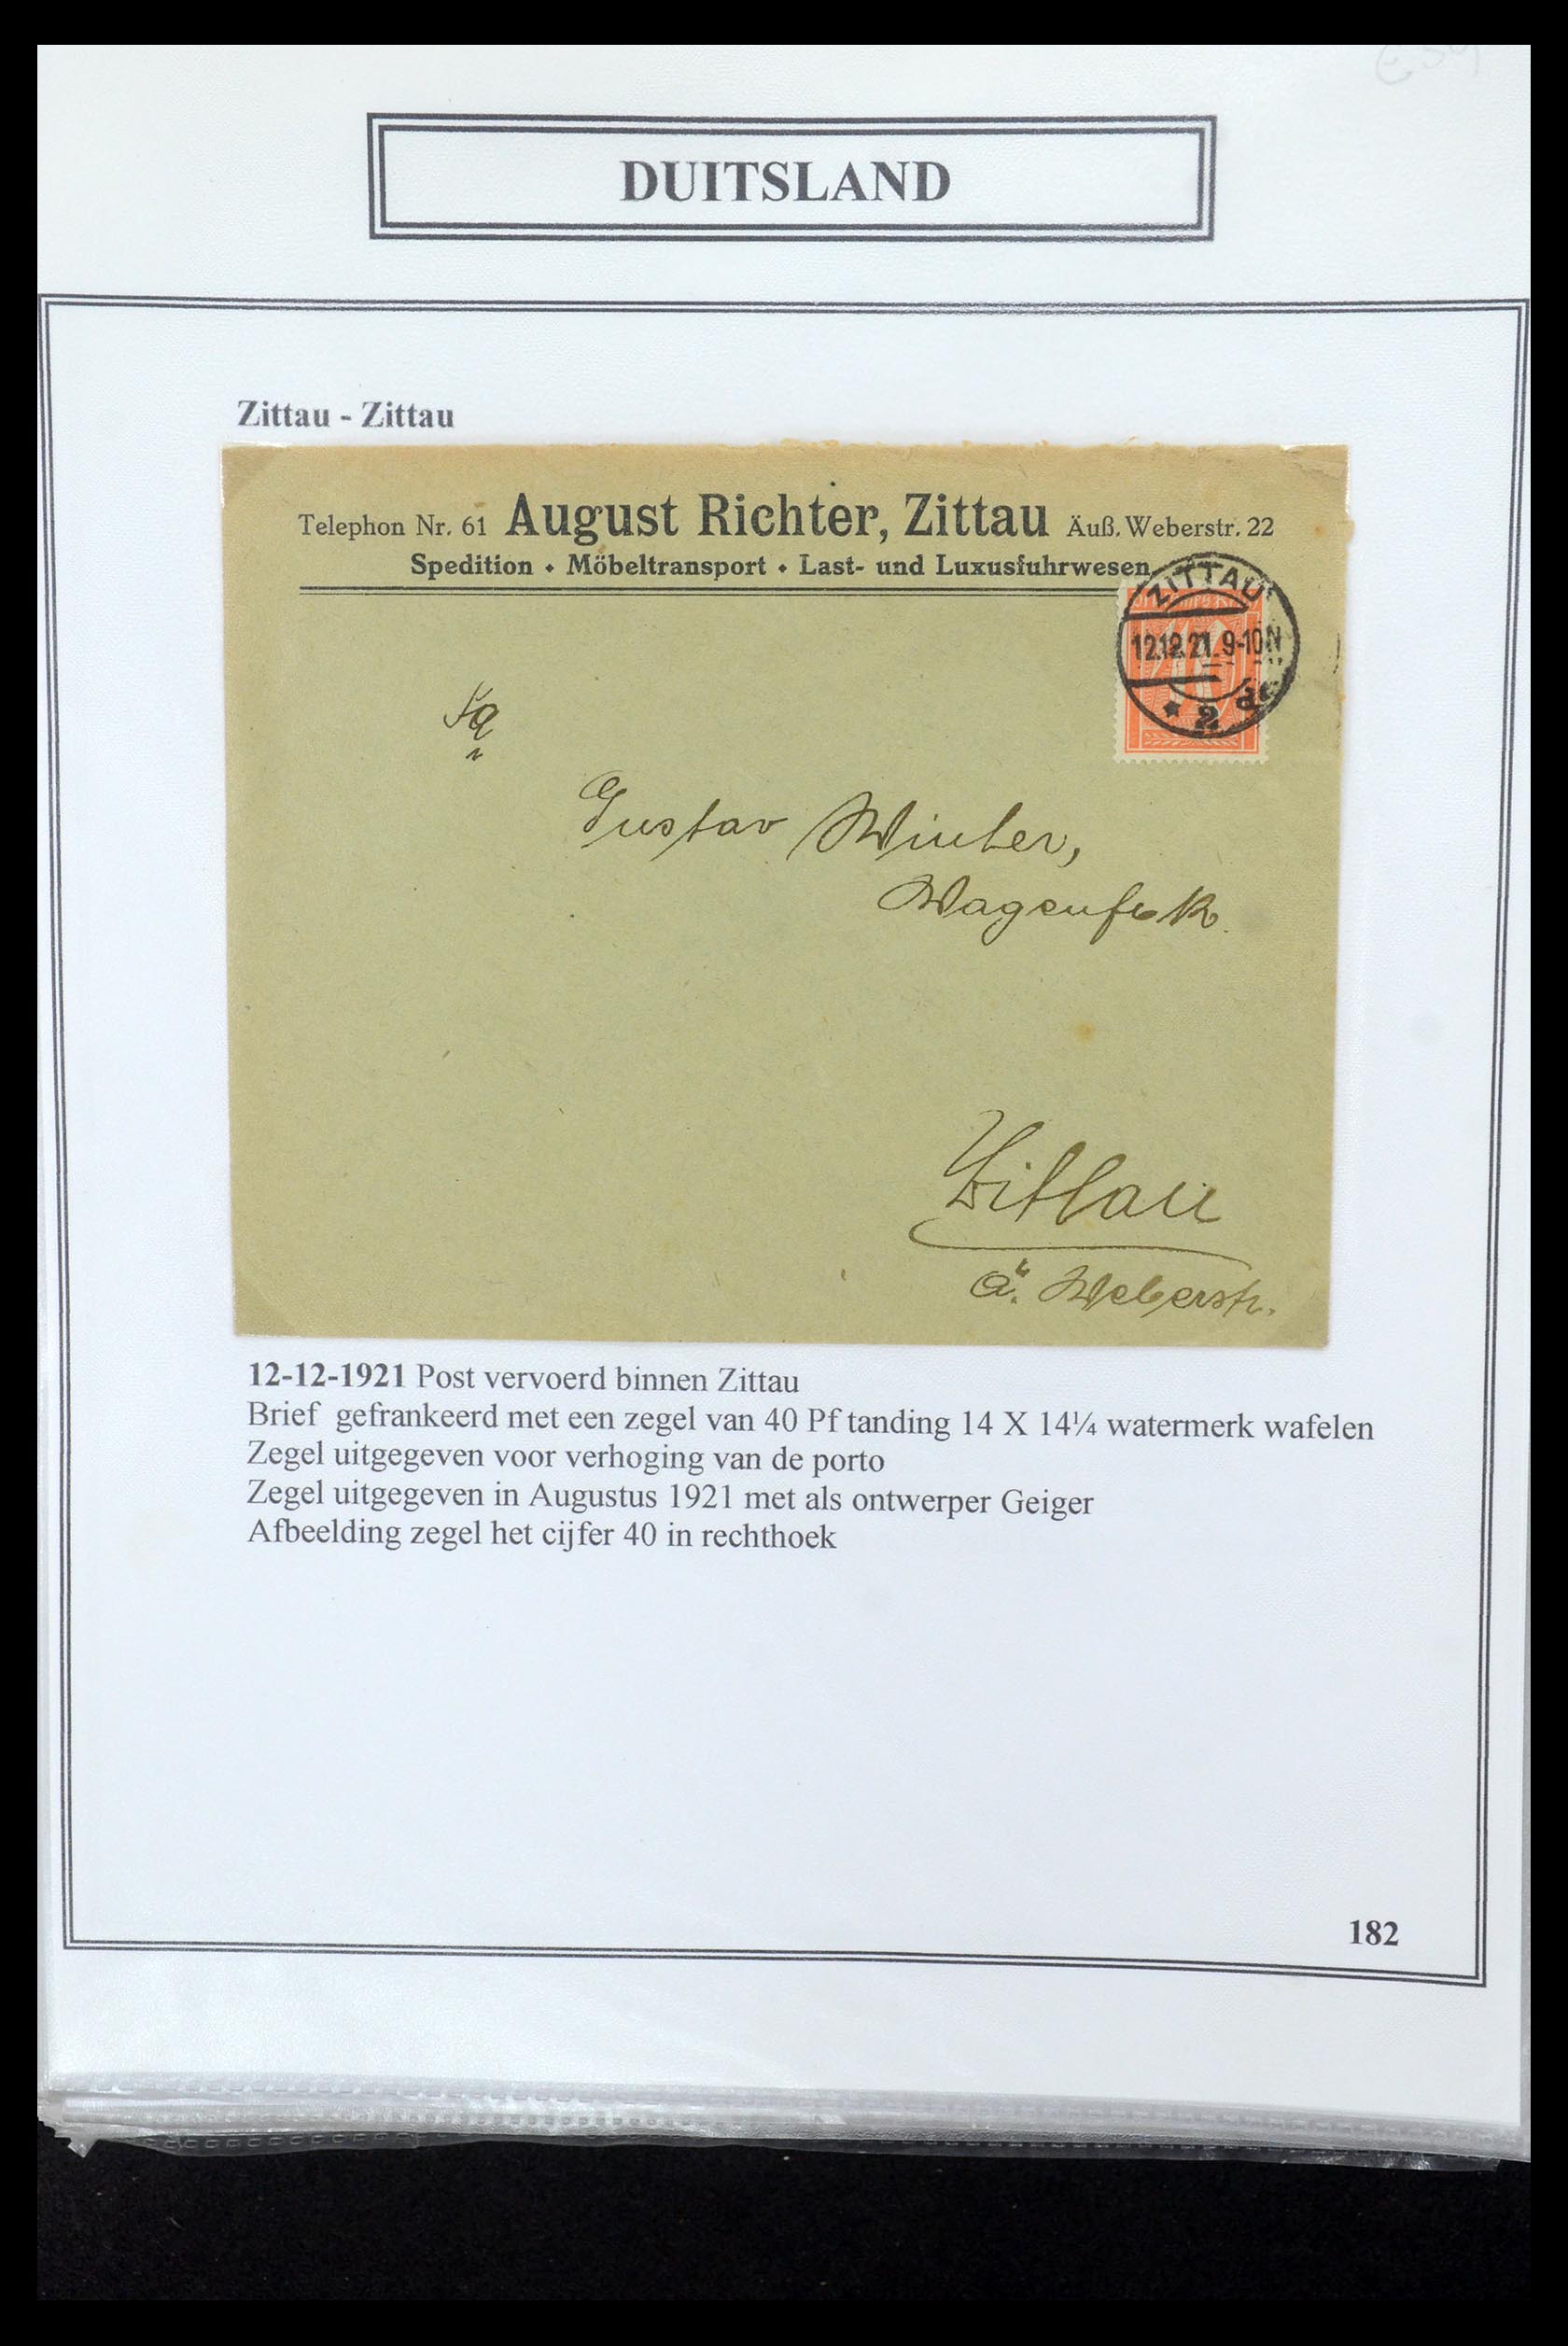 DUITSLAND
Zittau - Zittau
Telephon Nr. 61 August Richter, Zittau Äuß. Weberstr. 22
Spedition • Möbeltransport • Last- und Luxusfuhrwesen
ZITTAU
12.12.21. 9-10N
* 2
Gustav Winter,
Wagenfbk.
Zittau
ä. Weberstr.
12-12-1921 Post vervoerd binnen Zittau
Brief gefrankeerd met een zegel van 40 Pf tanding 14 X 14¼ watermerk wafelen
Zegel uitgegeven voor verhoging van de porto
Zegel uitgegeven in Augustus 1921 met als ontwerper Geiger
Afbeelding zegel het cijfer 40 in rechthoek
182